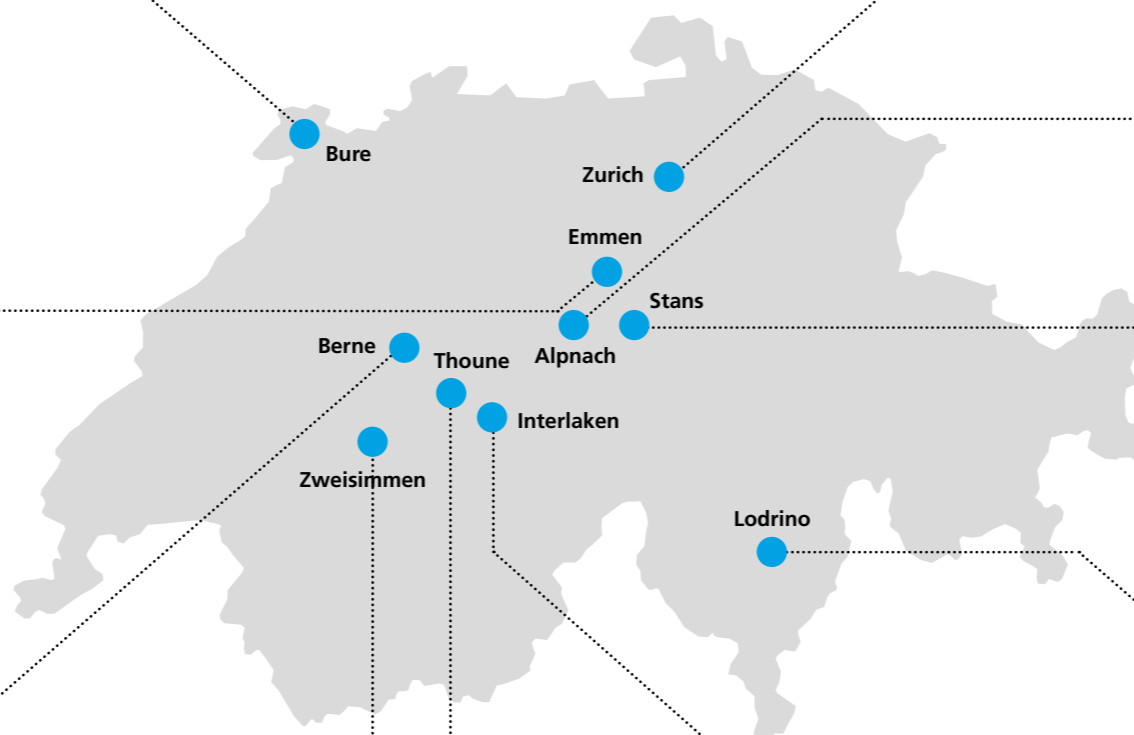 Bure
Zurich
Emmen
Stans
Berne
Alpnach
Thoune
Interlaken
Zweisimmen
Lodrino